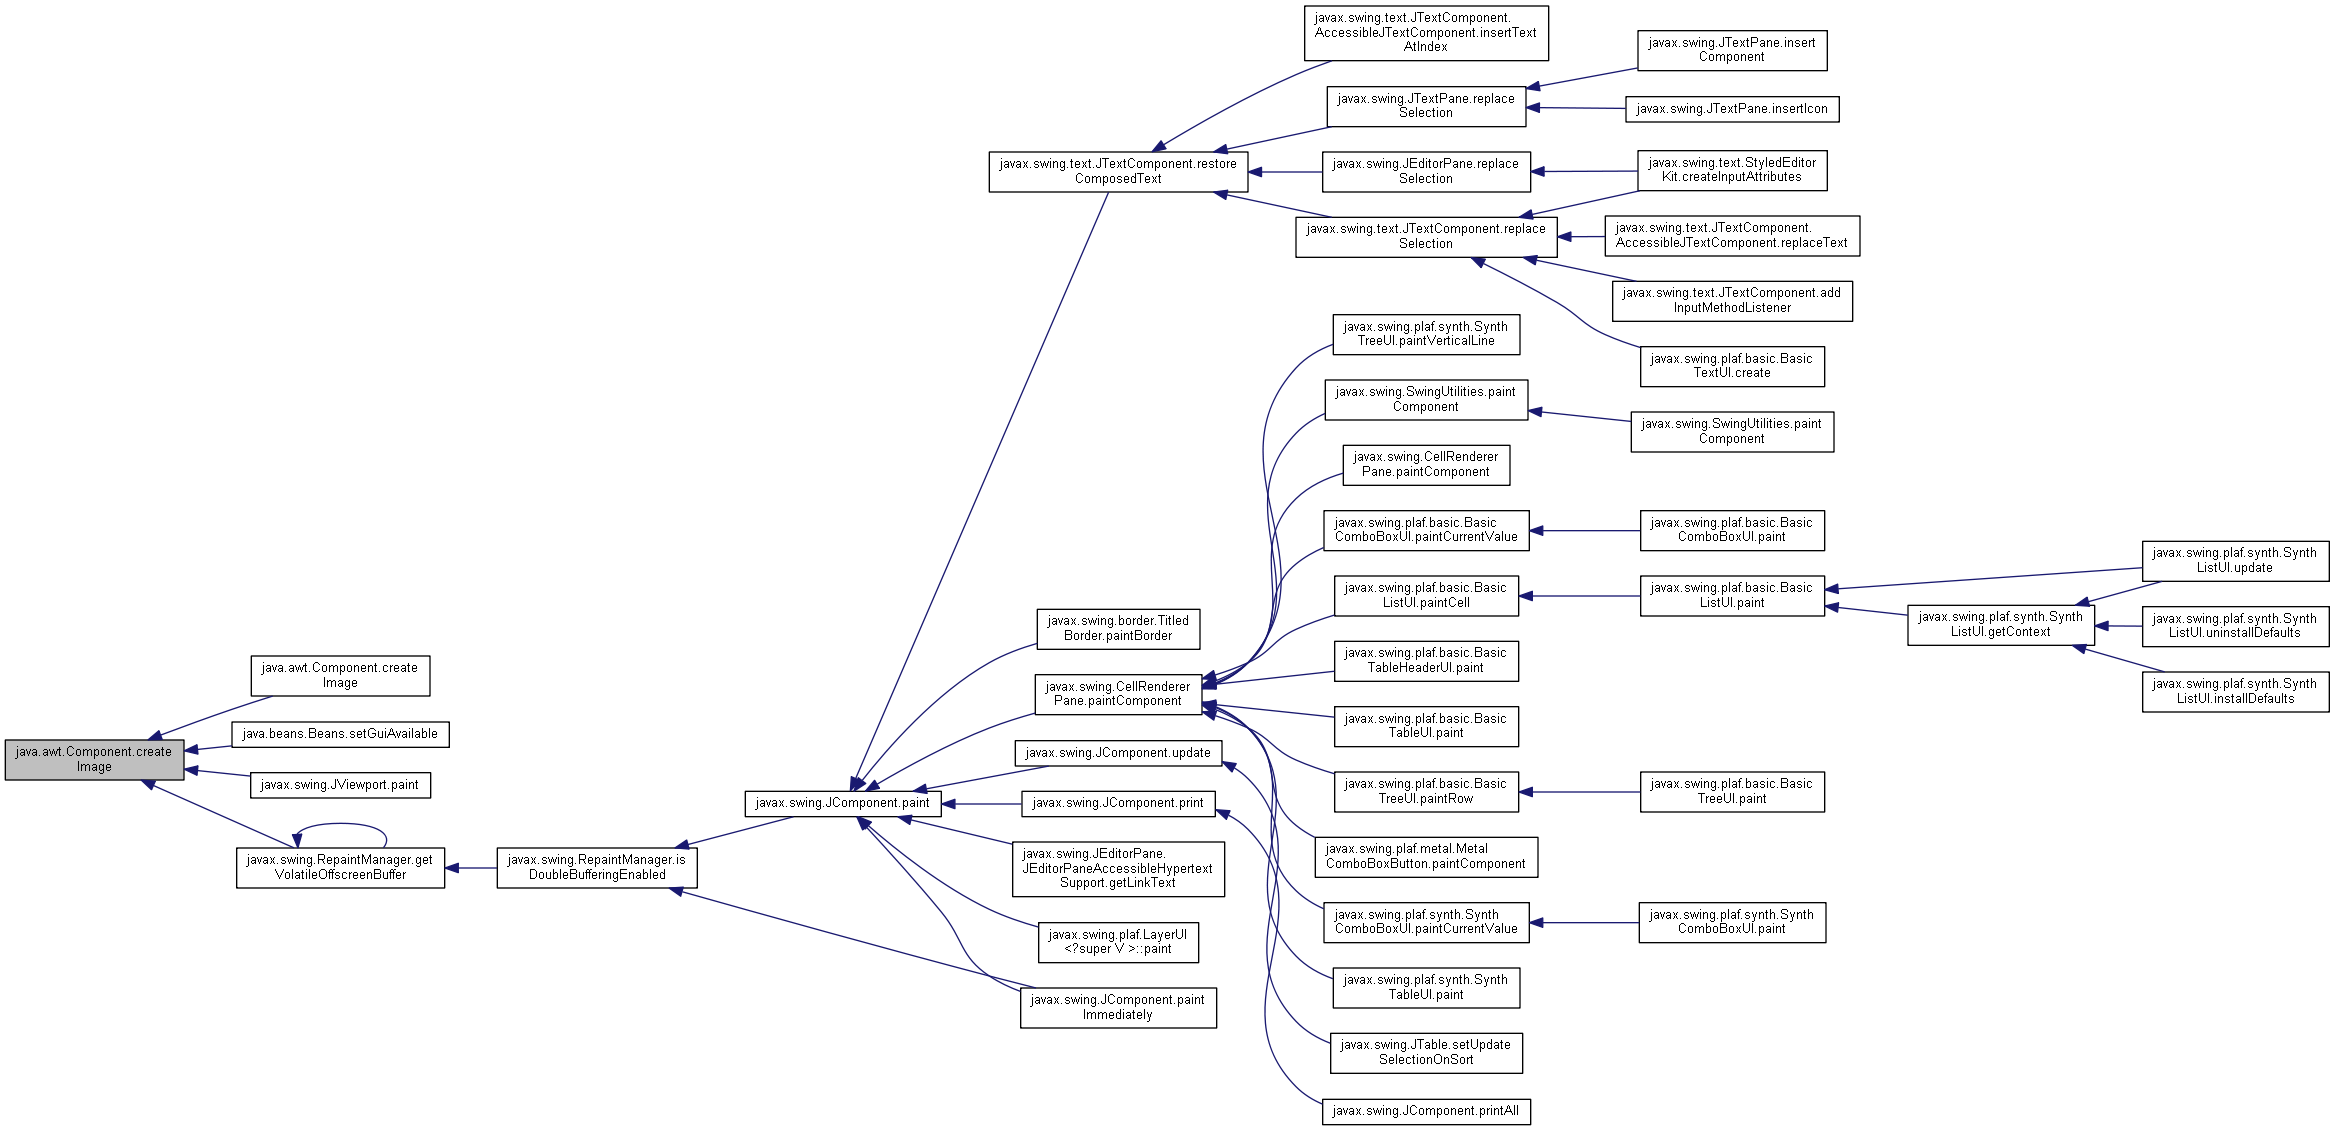 java.awt.Component.create
Image
java.awt.Component.create
Image
java.beans.Beans.setGuiAvailable
javax.swing.JViewport.paint
javax.swing.RepaintManager.get
VolatileOffscreenBuffer
javax.swing.RepaintManager.is
DoubleBufferingEnabled
javax.swing.JComponent.paint
javax.swing.text.JTextComponent.restore
ComposedText
javax.swing.border.Titled
Border.paintBorder
javax.swing.CellRenderer
Pane.paintComponent
javax.swing.JComponent.update
javax.swing.JComponent.print
javax.swing.JEditorPane.
JEditorPaneAccessibleHypertext
Support.getLinkText
javax.swing.plaf.LayerUI
<?super V >::paint
javax.swing.JComponent.paint
Immediately
javax.swing.text.JTextComponent.
AccessibleJTextComponent.insertText
AtIndex
javax.swing.JTextPane.replace
Selection
javax.swing.JEditorPane.replace
Selection
javax.swing.text.JTextComponent.replace
Selection
javax.swing.plaf.synth.Synth
TreeUI.paintVerticalLine
javax.swing.SwingUtilities.paint
Component
javax.swing.CellRenderer
Pane.paintComponent
javax.swing.plaf.basic.Basic
ComboBoxUI.paintCurrentValue
javax.swing.plaf.basic.Basic
ListUI.paintCell
javax.swing.plaf.basic.Basic
TableHeaderUI.paint
javax.swing.plaf.basic.Basic
TableUI.paint
javax.swing.plaf.basic.Basic
TreeUI.paintRow
javax.swing.plaf.metal.Metal
ComboBoxButton.paintComponent
javax.swing.plaf.synth.Synth
ComboBoxUI.paintCurrentValue
javax.swing.plaf.synth.Synth
TableUI.paint
javax.swing.JTable.setUpdate
SelectionOnSort
javax.swing.JComponent.printAll
javax.swing.JTextPane.insert
Component
javax.swing.JTextPane.insertIcon
javax.swing.text.StyledEditor
Kit.createInputAttributes
javax.swing.text.JTextComponent.
AccessibleJTextComponent.replaceText
javax.swing.text.JTextComponent.add
InputMethodListener
javax.swing.plaf.basic.Basic
TextUI.create
javax.swing.SwingUtilities.paint
Component
javax.swing.plaf.basic.Basic
ComboBoxUI.paint
javax.swing.plaf.basic.Basic
ListUI.paint
javax.swing.plaf.basic.Basic
TreeUI.paint
javax.swing.plaf.synth.Synth
ComboBoxUI.paint
javax.swing.plaf.synth.Synth
ListUI.getContext
javax.swing.plaf.synth.Synth
ListUI.update
javax.swing.plaf.synth.Synth
ListUI.uninstallDefaults
javax.swing.plaf.synth.Synth
ListUI.installDefaults